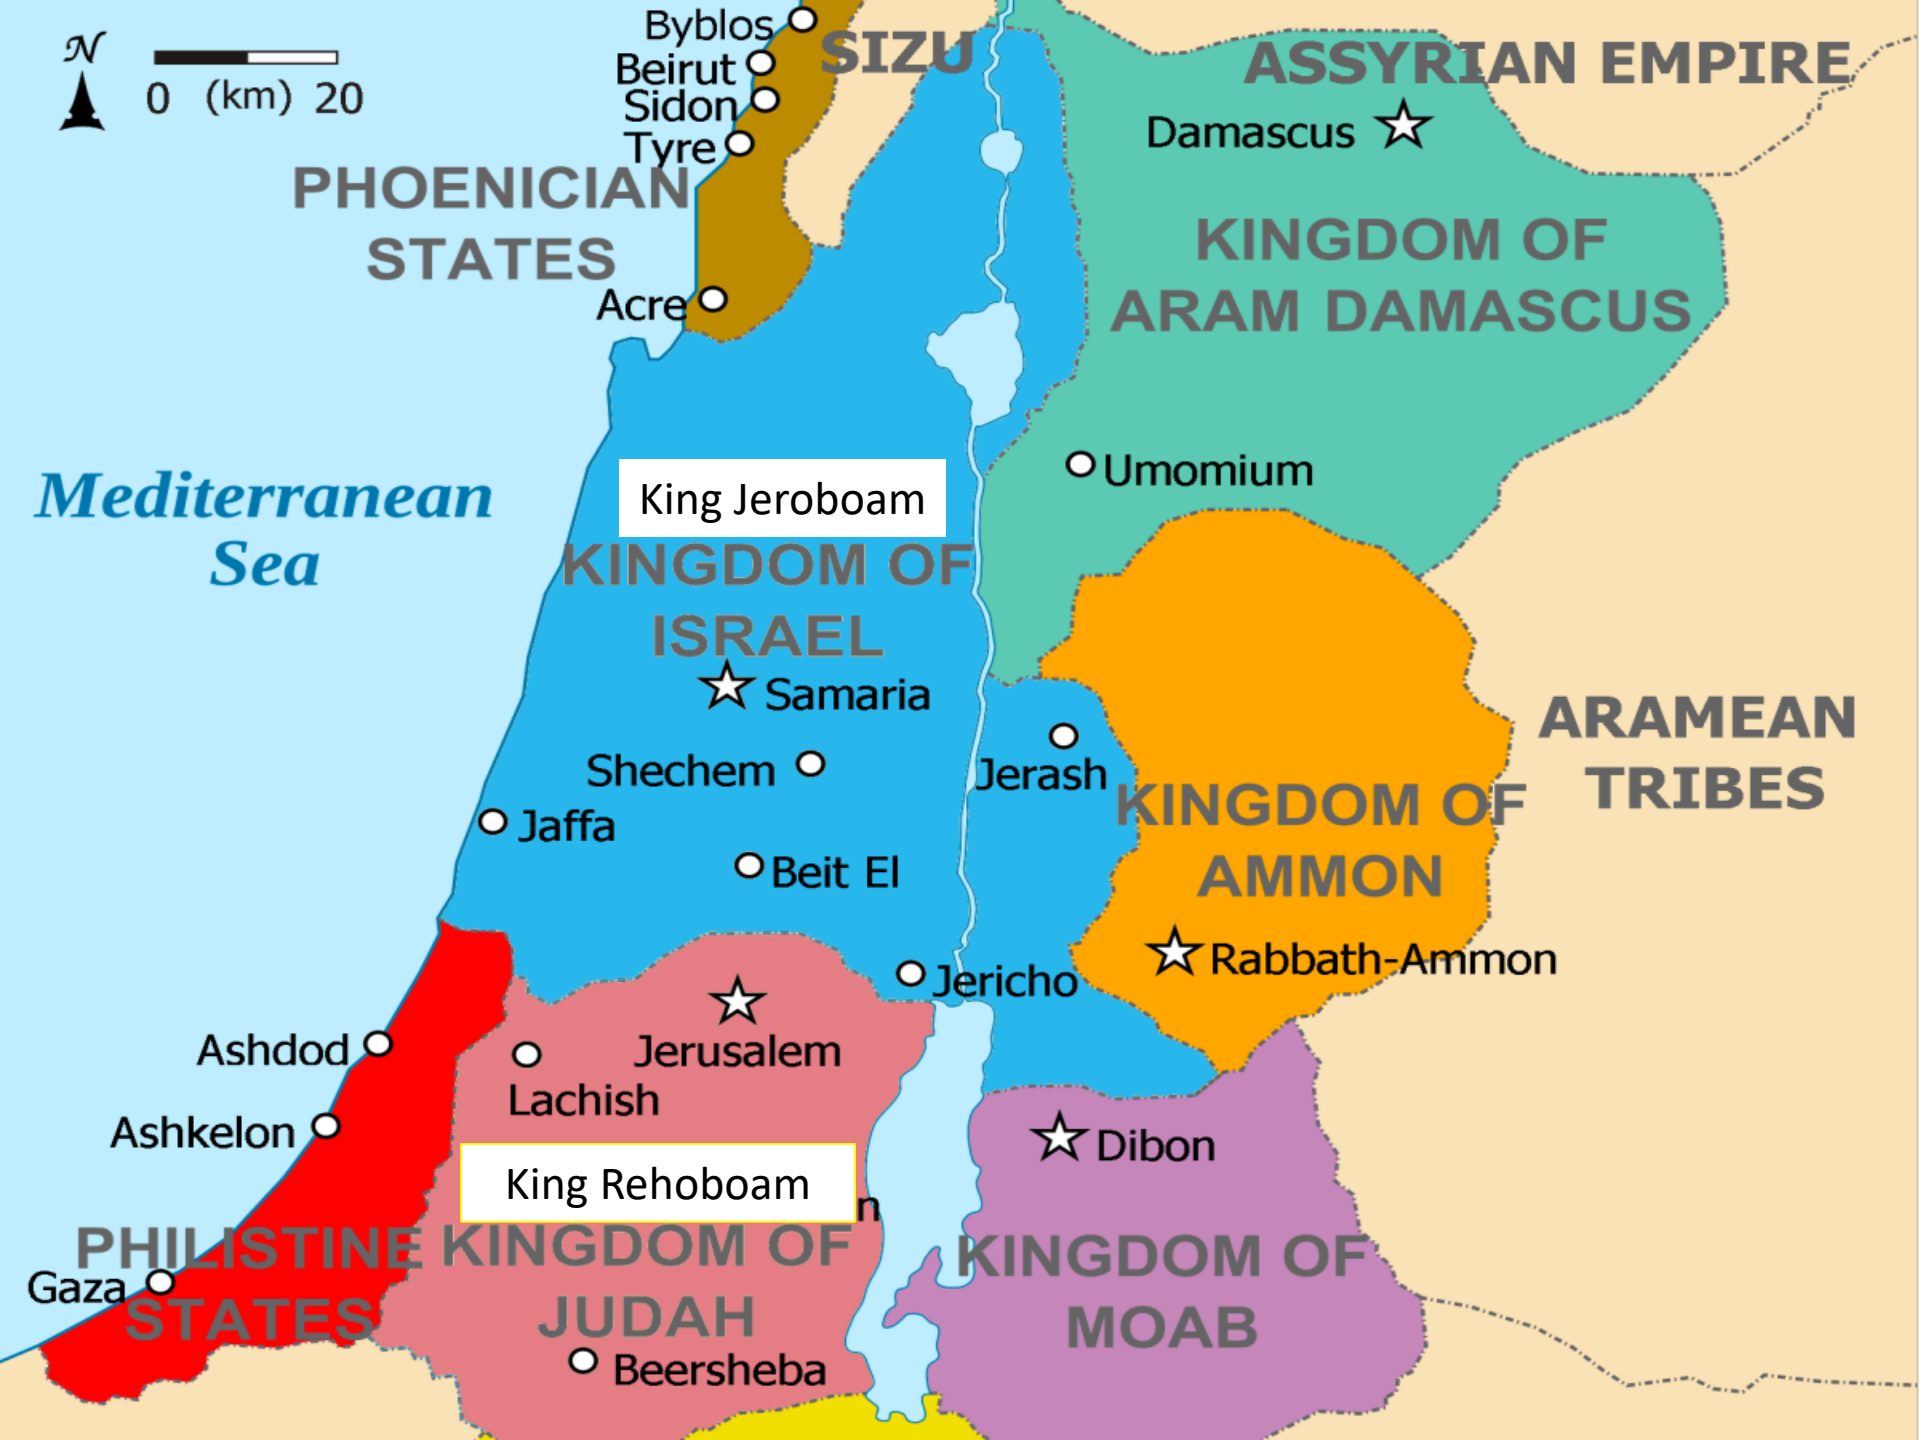 N
0 (km) 20
Byblos
Beirut
Sidon
Tyre
SIZU
ASSYRIAN EMPIRE
Damascus
PHOENICIAN
STATES
Acre
KINGDOM OF
ARAM DAMASCUS
Umomium
Mediterranean
Sea
King Jeroboam
KINGDOM OF
ISRAEL
Samaria
Shechem
Jaffa
Beit El
Jericho
Jerash
KINGDOM OF
AMMON
Rabbath-Ammon
ARAMEAN
TRIBES
Jerusalem
Lachish
Ashdod
Ashkelon
Gaza
PHILISTINE
STATES
King Rehoboam
n
KINGDOM OF
JUDAH
Beersheba
Dibon
KINGDOM OF
MOAB